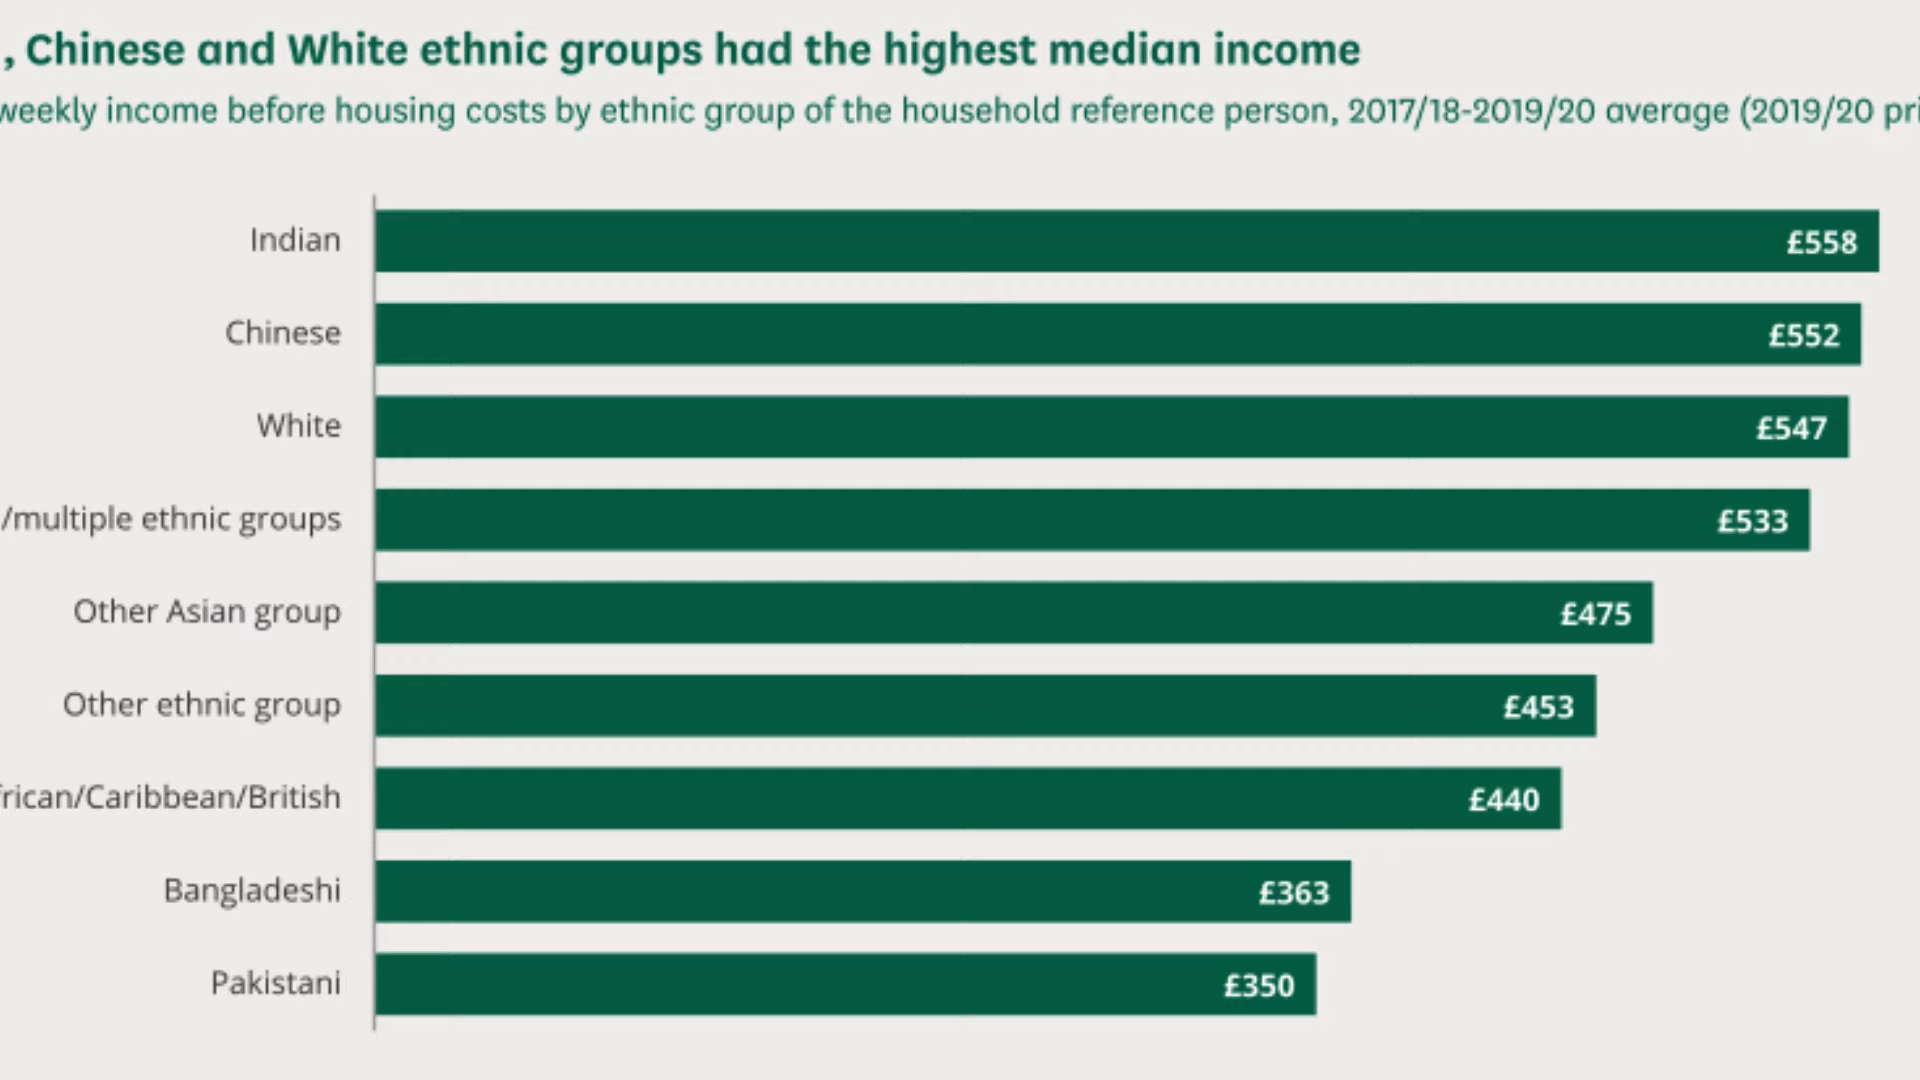 , Chinese and White ethnic groups had the highest median income
weekly income before housing costs by ethnic group of the household reference person, 2017/18-2019/20 average (2019/20 pri
Indian £558
Chinese £552
White £547
/multiple ethnic groups £533
Other Asian group £475
Other ethnic group £453
frican/Caribbean/British £440
Bangladeshi £363
Pakistani £350